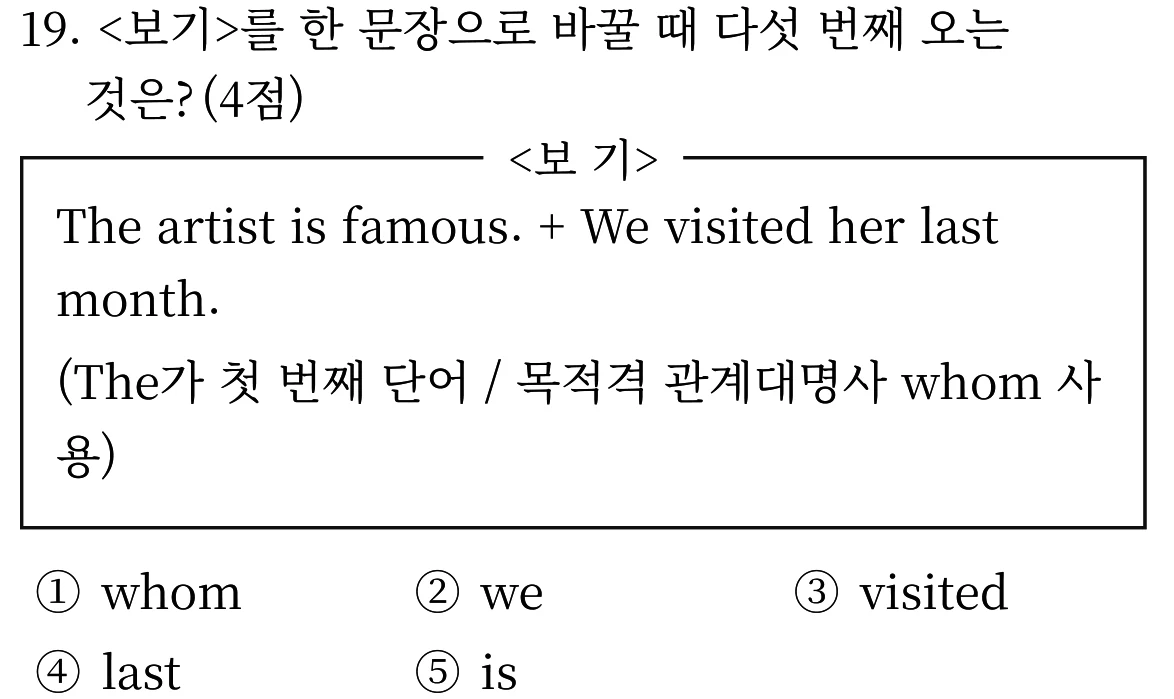 19. <보기>를 한 문장으로 바꿀 때 다섯 번째 오는
것은?(4점)
<보 기>
The artist is famous. + We visited her last
month.
(The가 첫 번째 단어 / 목적격 관계대명사 whom 사
용)
① whom ② we ③ visited
④ last ⑤ is